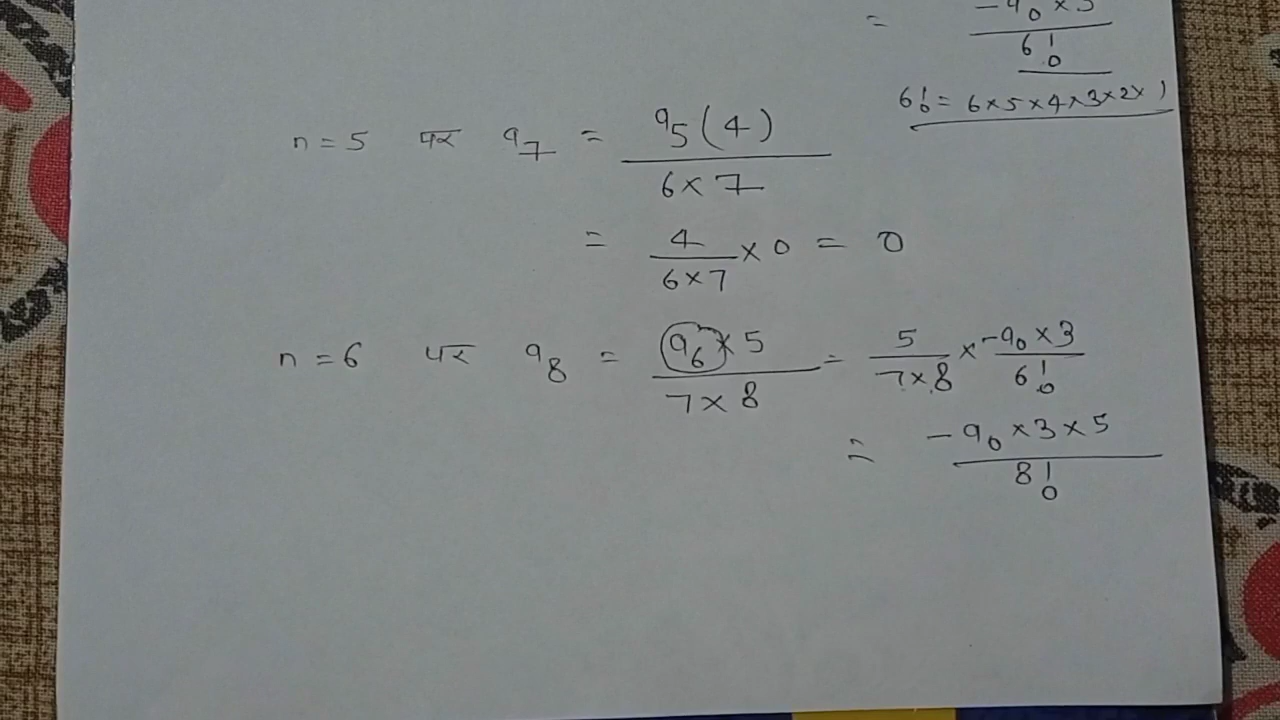 = -a₀ × 3 / 6!
6! = 6×5×4×3×2×1
n = 5 पर a₇ = a₅(4) / 6×7
= 4 / 6×7 × 0 = 0
n = 6 पर a₈ = a₆ × 5 / 7×8 = 5 / 7×8 × -a₀ × 3 / 6!
= -a₀ × 3 × 5 / 8!